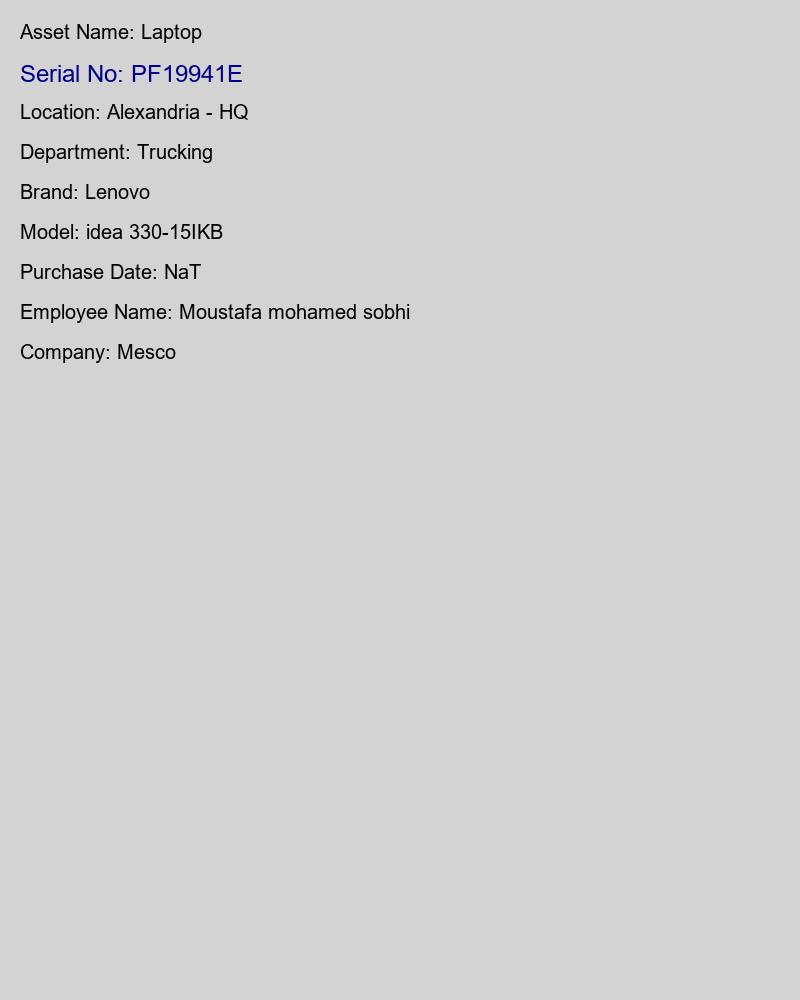 Asset Name: Laptop
Serial No: PF19941E
Location: Alexandria - HQ
Department: Trucking
Brand: Lenovo
Model: idea 330-15IKB
Purchase Date: NaT
Employee Name: Moustafa mohamed sobhi
Company: Mesco